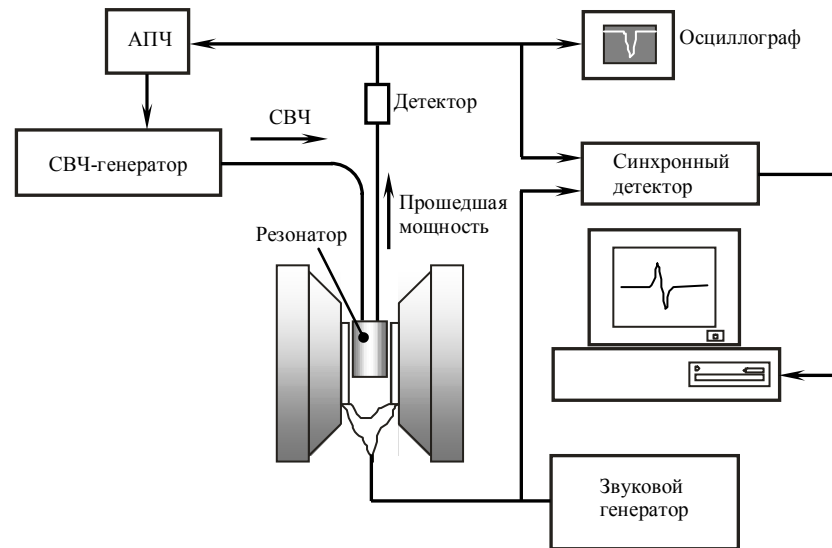 АПЧ
Осциллограф
Детектор
СВЧ
СВЧ-генератор
Синхронный
детектор
Прошедшая
мощность
Резонатор
Звуковой
генератор